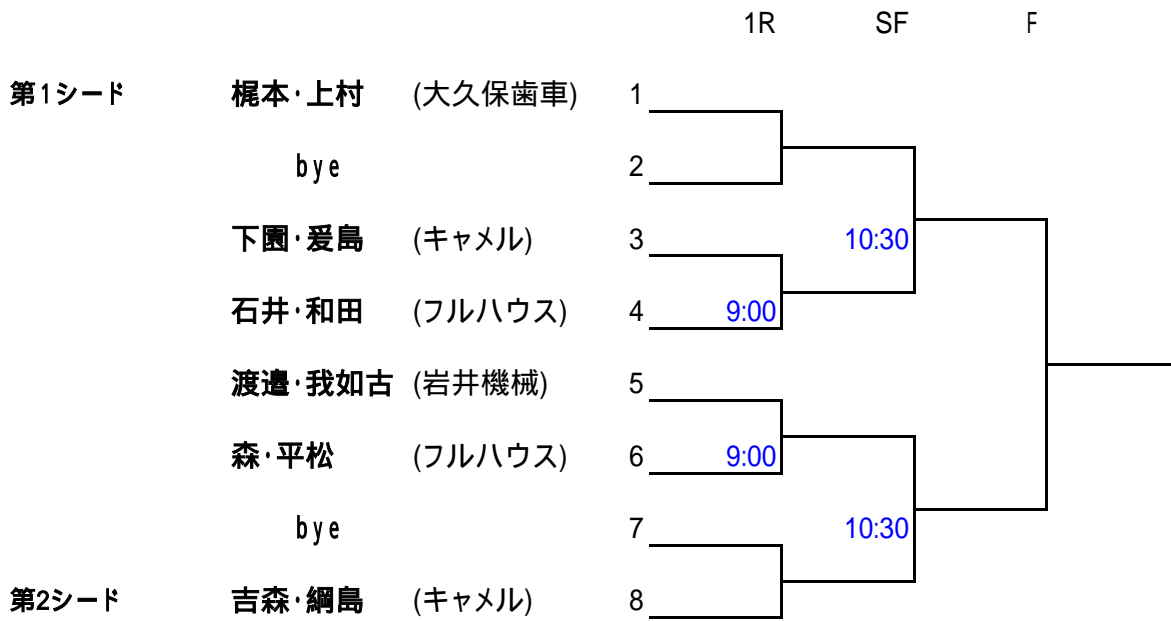 1R SF F
第1シード 梶本・上村 (大久保歯車) 1
bye 2
下園・爰島 (キャメル) 3 10:30
石井・和田 (フルハウス) 4 9:00
渡邉・我如古 (岩井機械) 5
森・平松 (フルハウス) 6 9:00
bye 7 10:30
第2シード 吉森・綱島 (キャメル) 8